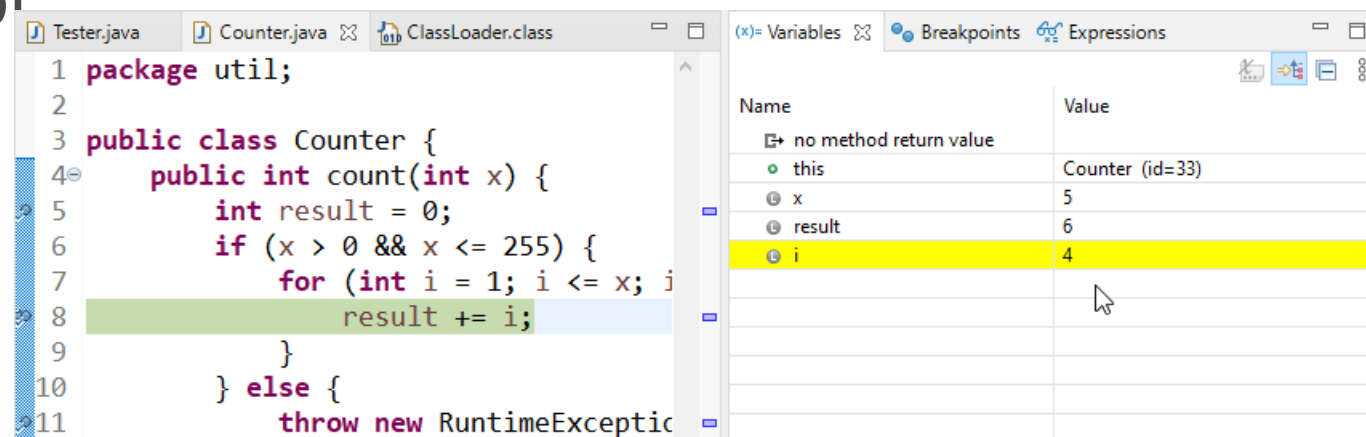 Tester.java Counter.java ClassLoader.class
1 package util;
2
3 public class Counter {
4 public int count(int x) {
5 int result = 0;
6 if (x > 0 && x <= 255) {
7 for (int i = 1; i <= x; i
8 result += i;
9 }
10 } else {
11 throw new RuntimeExceptic
(x)= Variables Breakpoints Expressions
Name Value
no method return value
this Counter (id=33)
x 5
result 6
i 4